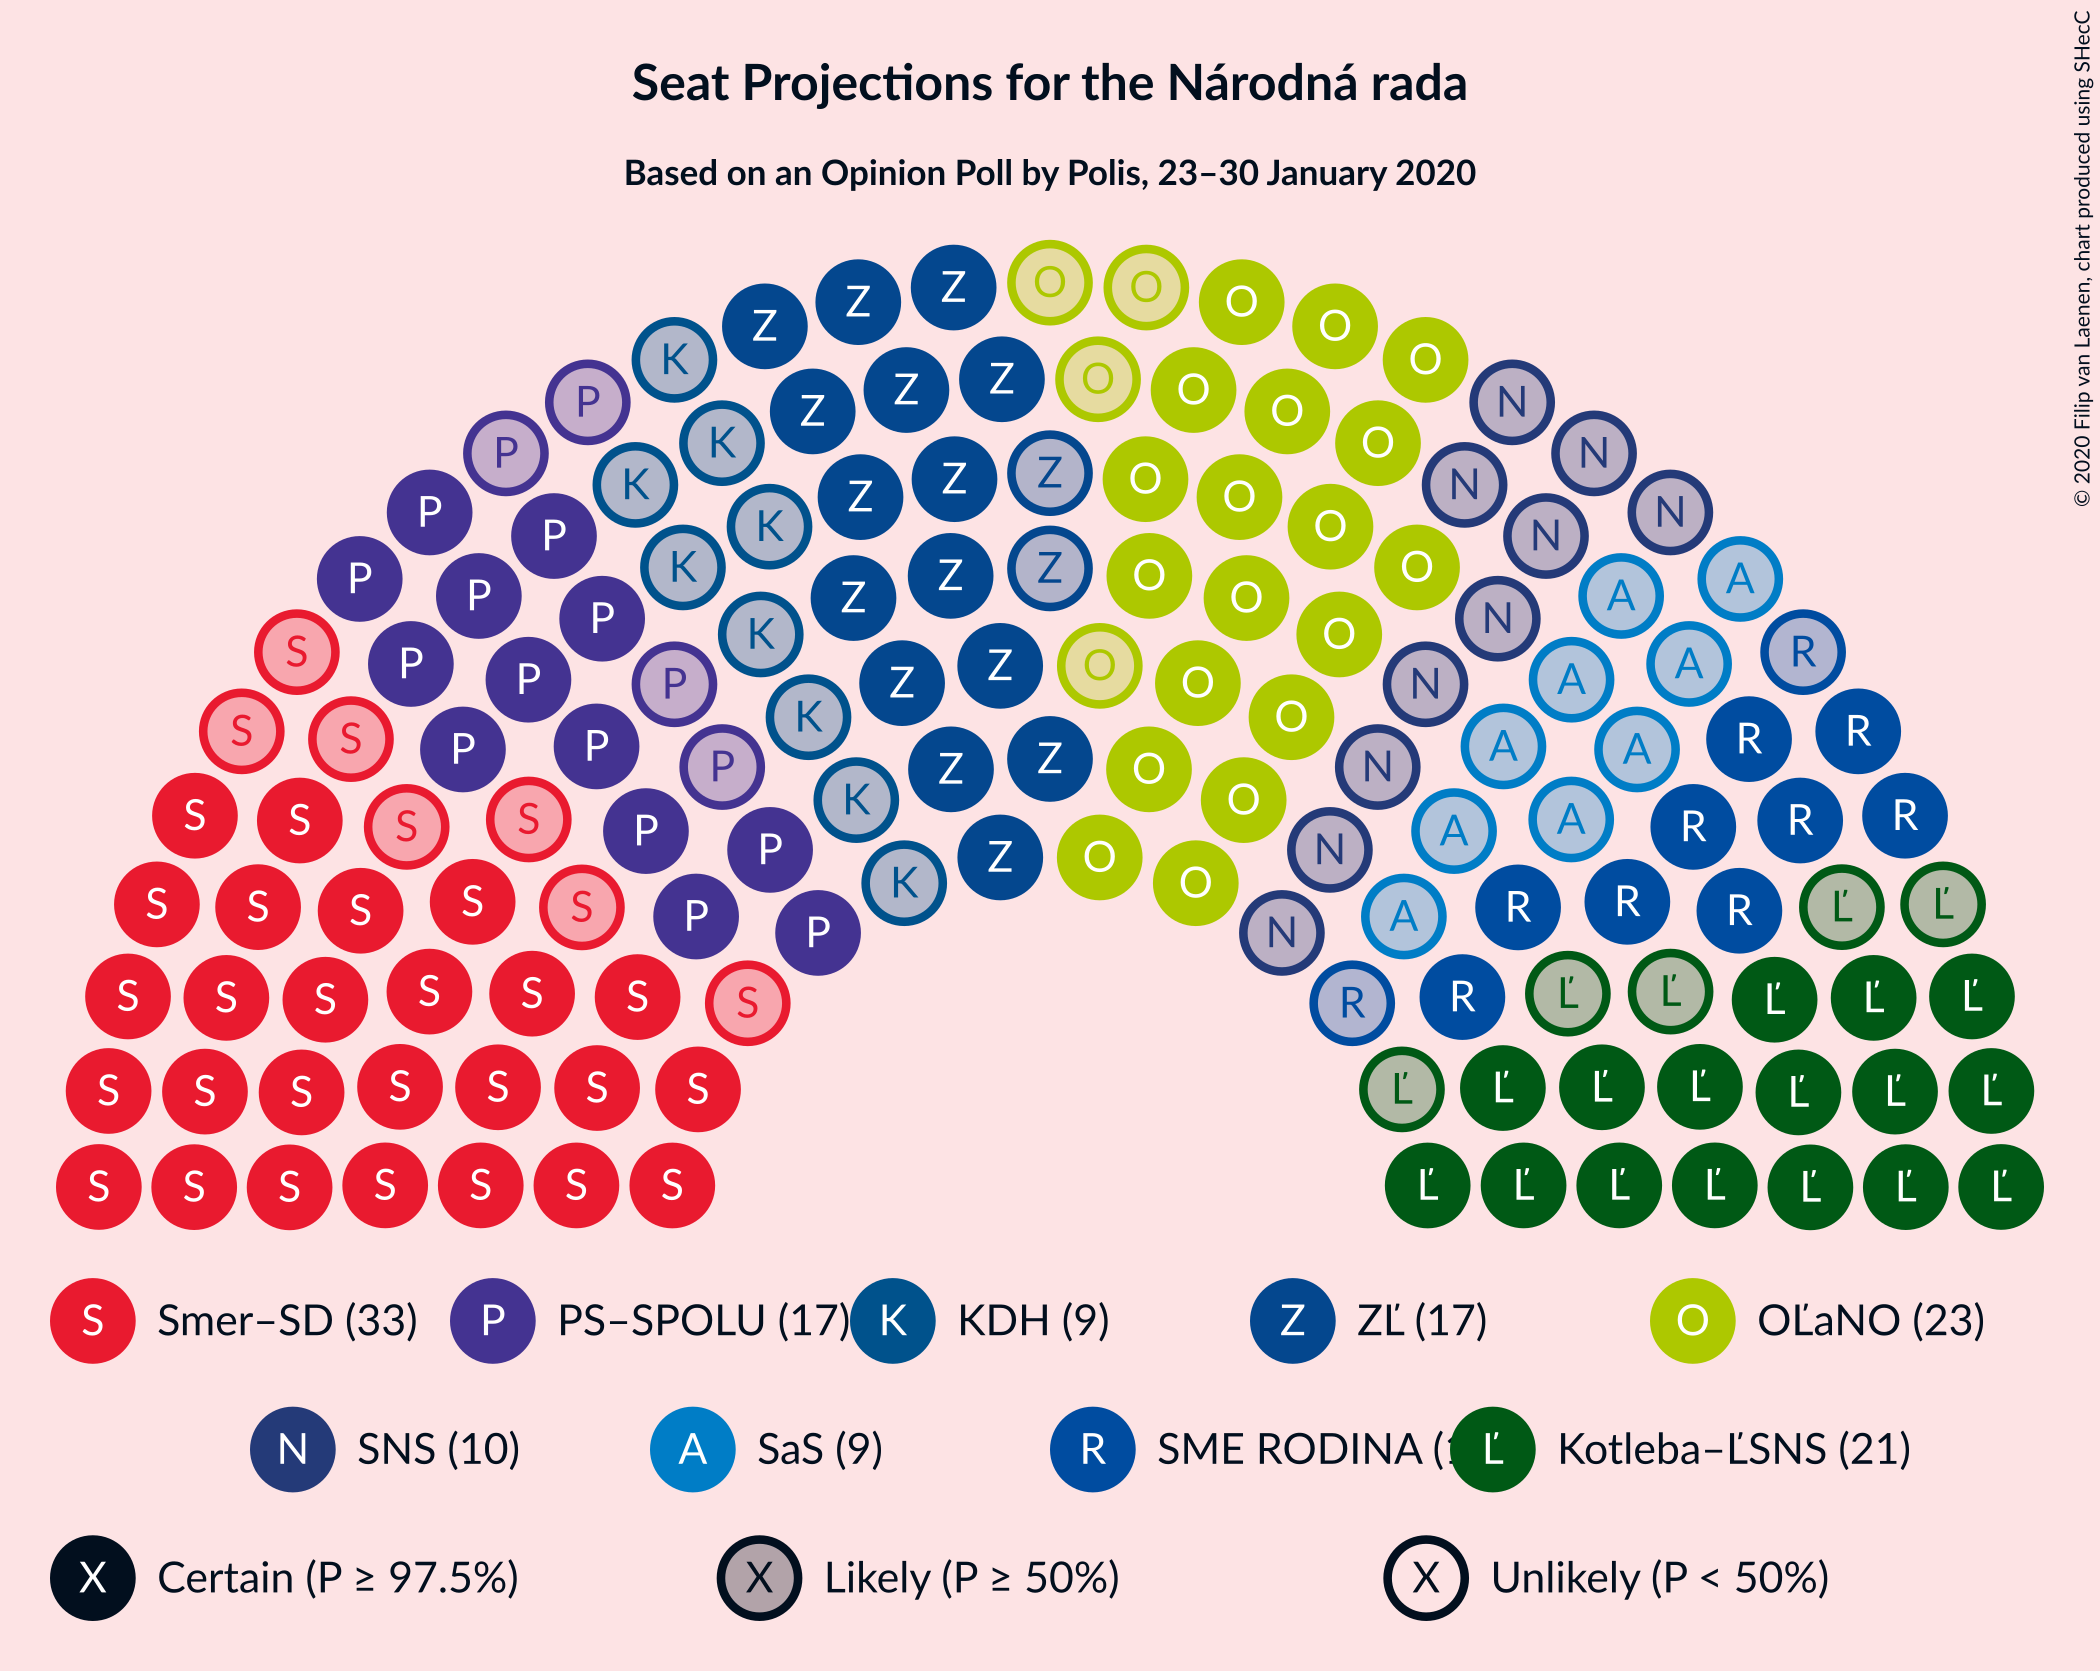 Seat Projections for the Národná rada
Based on an Opinion Poll by Polis, 23–30 January 2020
© 2020 Filip van Laenen, chart produced using SHecC
Z Z Z O O O O O
K Z Z Z O O O O N
P K Z Z Z O O O O N N
P P K K Z Z Z O O O O N N N
P P P K K Z Z O O O N A A
S P P P P K Z Z O O N A A R
S S P P P K Z O O N A A R R
S S S S P P K Z O O N A A R R R
S S S S S P P N A R R R Ľ Ľ
S S S S S S S R R Ľ Ľ Ľ Ľ Ľ
S S S S S S S Ľ Ľ Ľ Ľ Ľ Ľ Ľ
S S S S S S S Ľ Ľ Ľ Ľ Ľ Ľ Ľ
S Smer–SD (33) P PS–SPOLU (17) K KDH (9) Z ZĽ (17) O OĽaNO (23)
N SNS (10) A SaS (9) R SME RODINA ( Ľ Kotleba–ĽSNS (21)
X Certain (P ≥ 97.5%) X Likely (P ≥ 50%) X Unlikely (P < 50%)